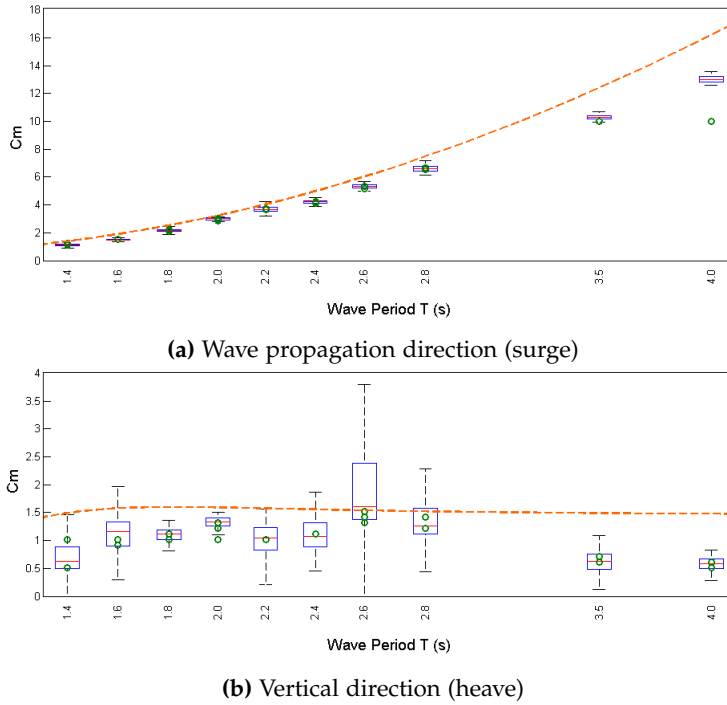 18
16
14
12
10
8
6
4
2
0
Cm
1.4 1.6 1.8 2.0 2.2 2.4 2.6 2.8 3.5 4.0
Wave Period T (s)
(a) Wave propagation direction (surge)
4
3.5
3
2.5
2
1.5
1
0.5
0
Cm
1.4 1.6 1.8 2.0 2.2 2.4 2.6 2.8 3.5 4.0
Wave Period T (s)
(b) Vertical direction (heave)